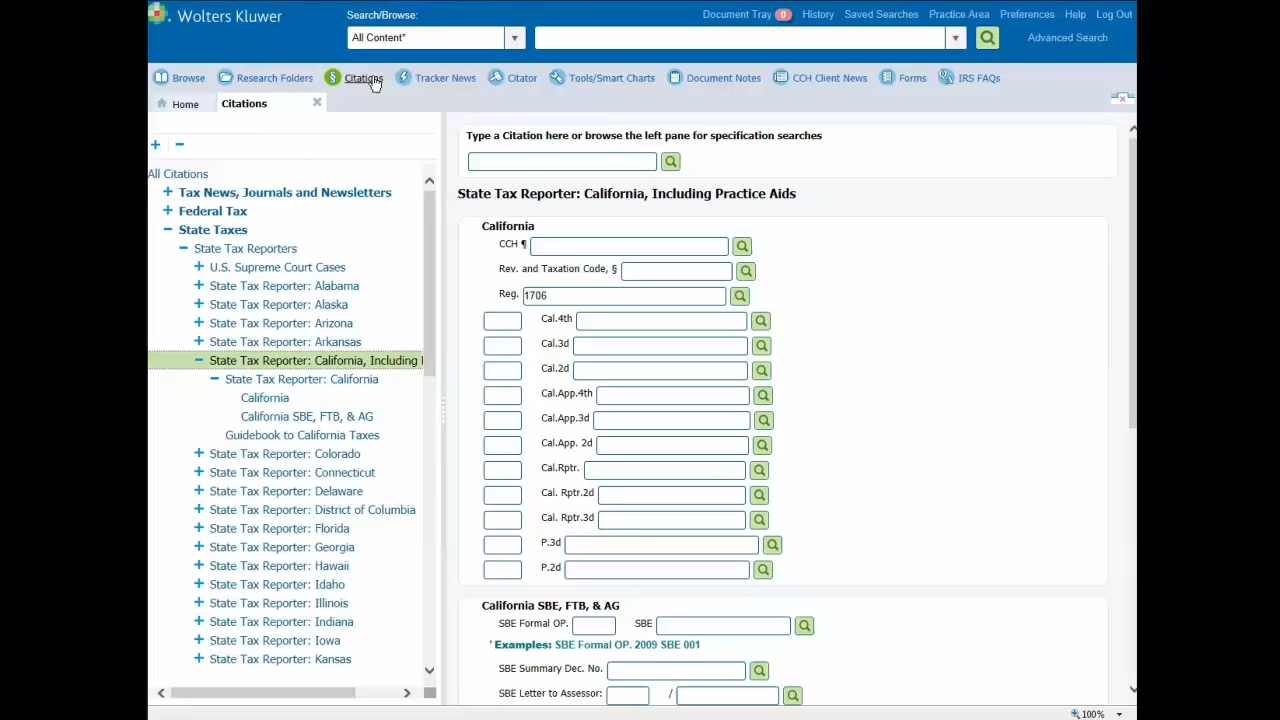 Wolters Kluwer
Search/Browse:
Document Tray 0 History Saved Searches Practice Area Preferences Help Log Out
All Content*
Advanced Search
Browse Research Folders Citations Tracker News Citator Tools/Smart Charts Document Notes CCH Client News Forms IRS FAQs
Home Citations
+ −
All Citations
+ Tax News, Journals and Newsletters
+ Federal Tax
− State Taxes
− State Tax Reporters
+ U.S. Supreme Court Cases
+ State Tax Reporter: Alabama
+ State Tax Reporter: Alaska
+ State Tax Reporter: Arizona
+ State Tax Reporter: Arkansas
− State Tax Reporter: California, Including
− State Tax Reporter: California
California
California SBE, FTB, & AG
Guidebook to California Taxes
+ State Tax Reporter: Colorado
+ State Tax Reporter: Connecticut
+ State Tax Reporter: Delaware
+ State Tax Reporter: District of Columbia
+ State Tax Reporter: Florida
+ State Tax Reporter: Georgia
+ State Tax Reporter: Hawaii
+ State Tax Reporter: Idaho
+ State Tax Reporter: Illinois
+ State Tax Reporter: Indiana
+ State Tax Reporter: Iowa
+ State Tax Reporter: Kansas
Type a Citation here or browse the left pane for specification searches
State Tax Reporter: California, Including Practice Aids
California
CCH ¶
Rev. and Taxation Code, §
Reg. 1706
Cal.4th
Cal.3d
Cal.2d
Cal.App.4th
Cal.App.3d
Cal.App. 2d
Cal.Rptr.
Cal. Rptr.2d
Cal. Rptr.3d
P.3d
P.2d
California SBE, FTB, & AG
SBE Formal OP. SBE
Examples: SBE Formal OP. 2009 SBE 001
SBE Summary Dec. No.
SBE Letter to Assessor: /
100%